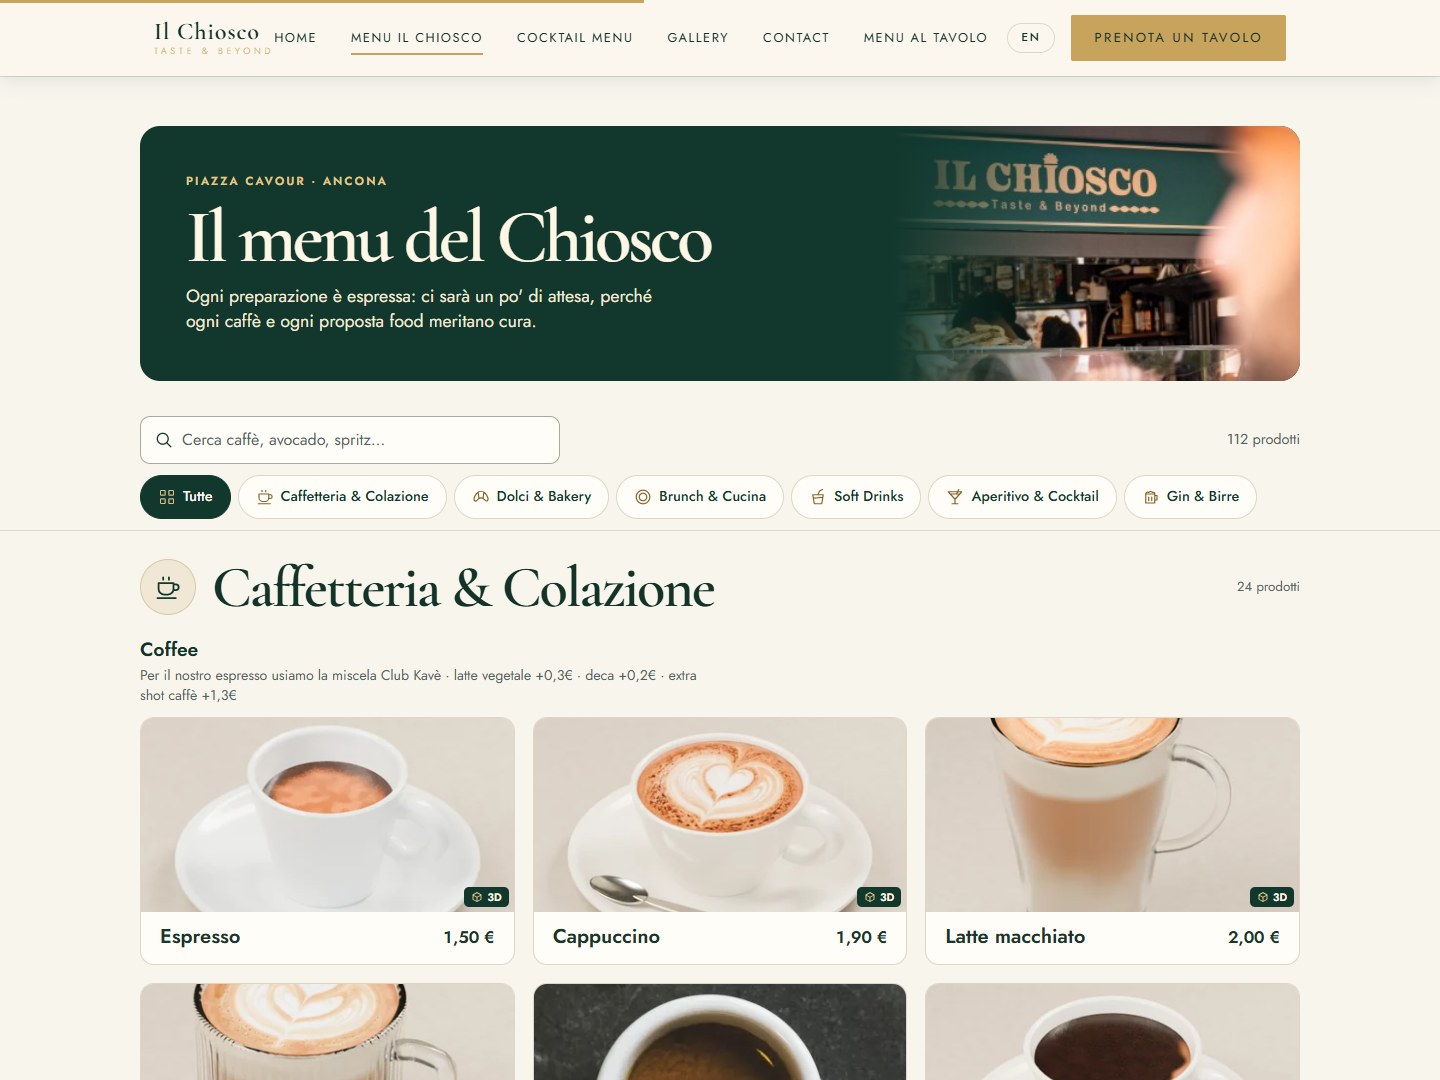 Il Chiosco
TASTE & BEYOND
HOME
MENU IL CHIOSCO
COCKTAIL MENU
GALLERY
CONTACT
MENU AL TAVOLO
EN
PRENOTA UN TAVOLO
PIAZZA CAVOUR · ANCONA
Il menu del Chiosco
Ogni preparazione è espressa: ci sarà un po' di attesa, perché
ogni caffè e ogni proposta food meritano cura.
IL CHIOSCO
Taste & Beyond
Cerca caffè, avocado, spritz...
112 prodotti
Tutte
Caffetteria & Colazione
Dolci & Bakery
Brunch & Cucina
Soft Drinks
Aperitivo & Cocktail
Gin & Birre
Caffetteria & Colazione
24 prodotti
Coffee
Per il nostro espresso usiamo la miscela Club Kavè · latte vegetale +0,3€ · deca +0,2€ · extra
shot caffè +1,3€
3D
3D
3D
Espresso 1,50 €
Cappuccino 1,90 €
Latte macchiato 2,00 €